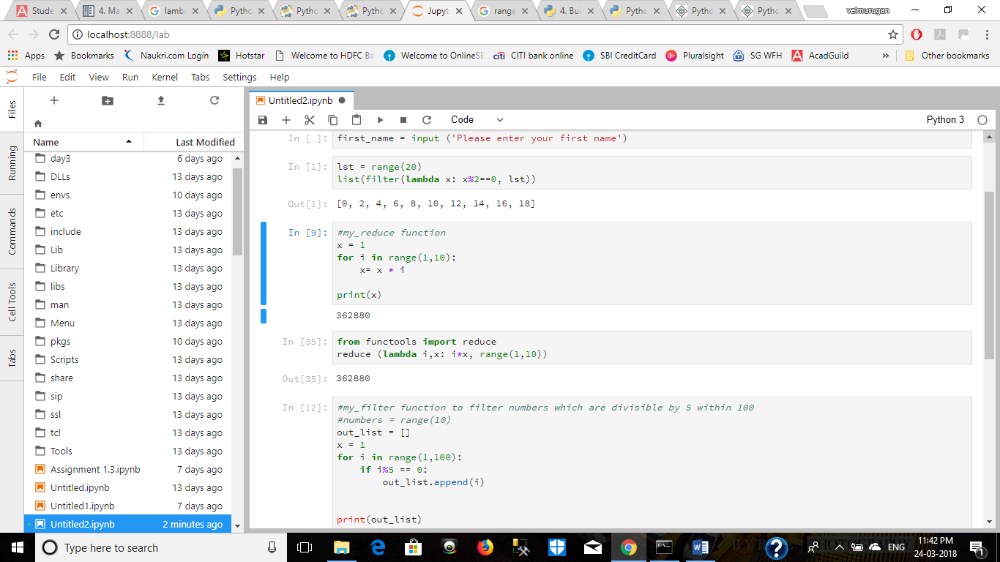 Stude
4. Ma
lamb
Pytho
Pytho
Pytho
Jupyt
range
4. Bui
Pytho
Pytho
Pytho
velmurugan
localhost:8888/lab
Apps
Bookmarks
Naukri.com Login
Hotstar
Welcome to HDFC Ba
Welcome to OnlineSB
citi CITI bank online
SBI CreditCard
Pluralsight
SG WFH
AcadGuild
»
Other bookmarks
File Edit View Run Kernel Tabs Settings Help
Files
Running
Commands
Cell Tools
Tabs
Name Last Modified
day3 6 days ago
DLLs 13 days ago
envs 10 days ago
etc 13 days ago
include 13 days ago
Lib 13 days ago
Library 13 days ago
libs 13 days ago
man 13 days ago
Menu 13 days ago
pkgs 10 days ago
Scripts 13 days ago
share 13 days ago
sip 13 days ago
ssl 13 days ago
tcl 13 days ago
Tools 13 days ago
Assignment 1.3.ipynb 7 days ago
Untitled.ipynb 13 days ago
Untitled1.ipynb 7 days ago
Untitled2.ipynb 2 minutes ago
Untitled2.ipynb
Code
Python 3
In [ ]: first_name = input ('Please enter your first name')
In [1]: lst = range(20)
list(filter(lambda x: x%2==0, lst))
Out[1]: [0, 2, 4, 6, 8, 10, 12, 14, 16, 18]
In [9]: #my_reduce function
x = 1
for i in range(1,10):
    x= x * i
print(x)
362880
In [35]: from functools import reduce
reduce (lambda i,x: i*x, range(1,10))
Out[35]: 362880
In [12]: #my_filter function to filter numbers which are divisible by 5 within 100
#numbers = range(10)
out_list = []
x = 1
for i in range(1,100):
    if i%5 == 0:
        out_list.append(i)
print(out_list)
Type here to search
ENG
11:42 PM
24-03-2018
1